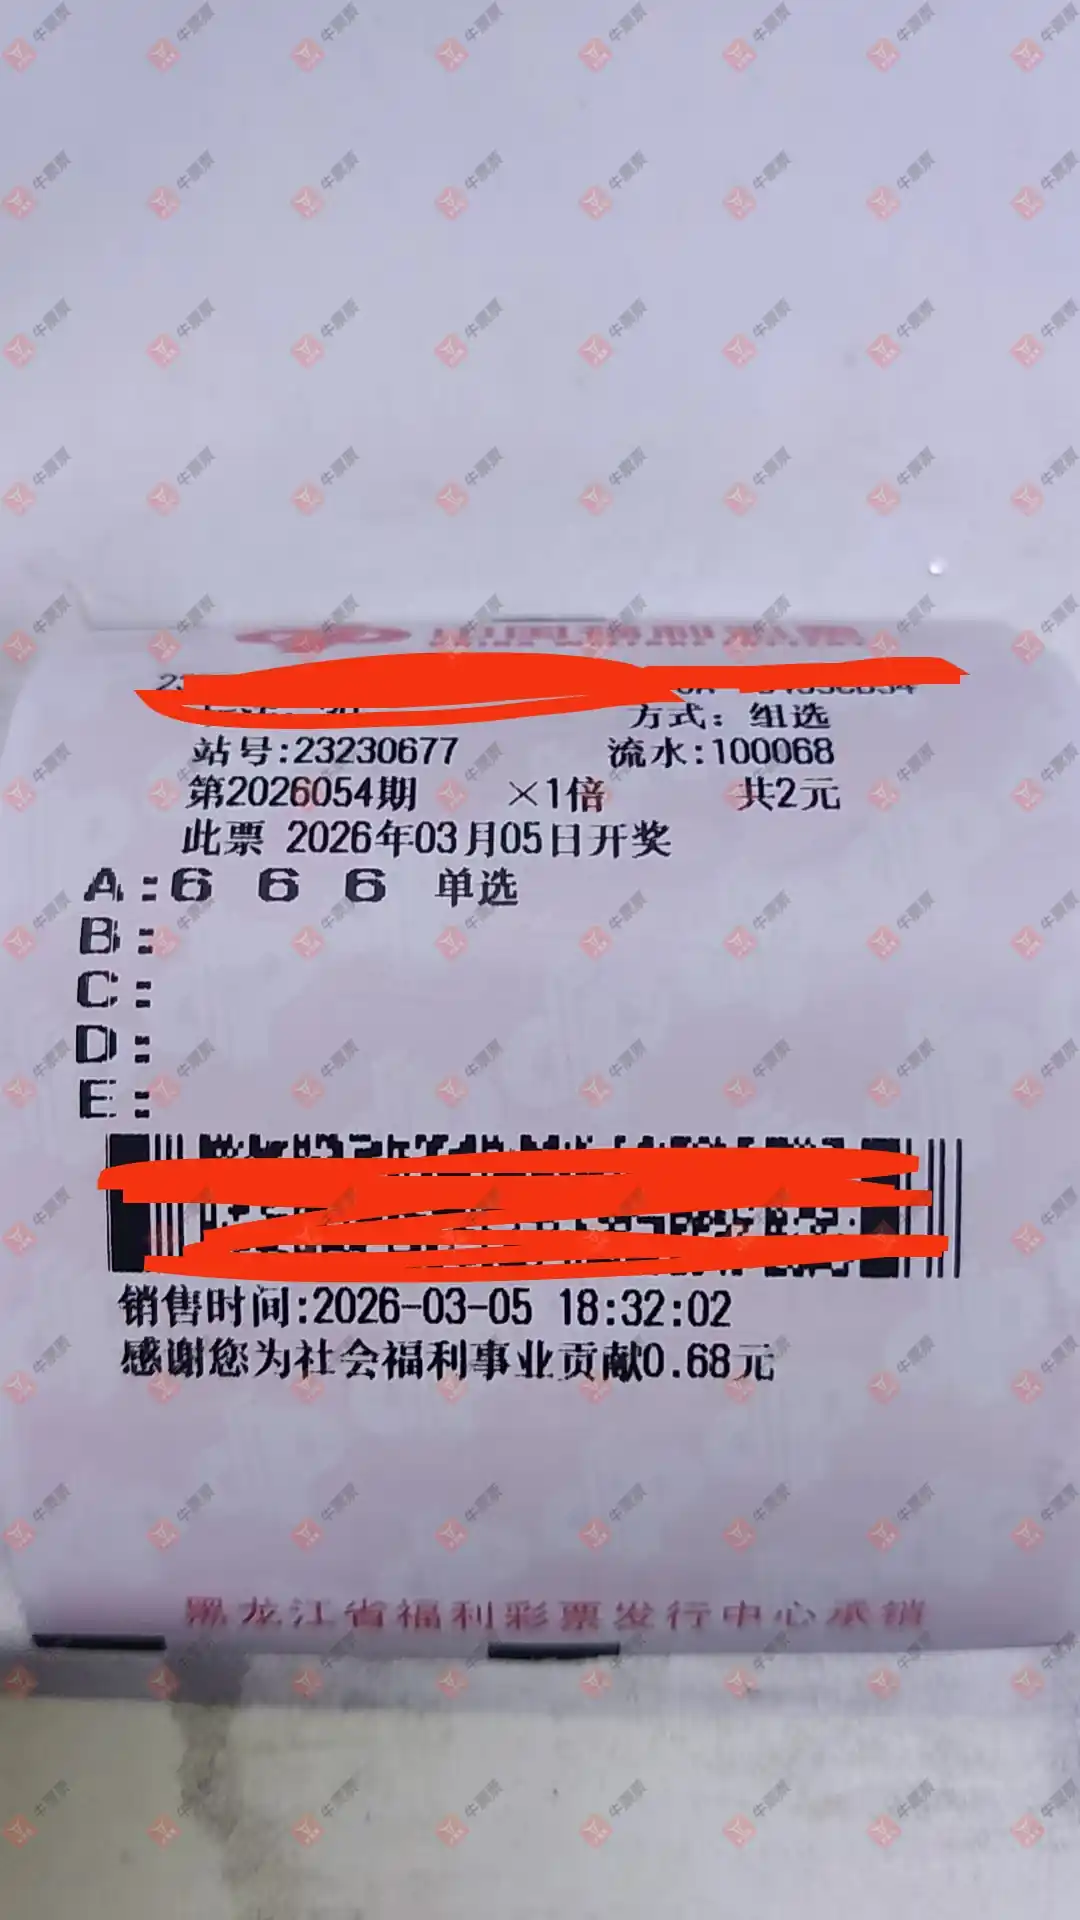 方式：组选
站号:23230677 流水:100068
第2026054期 ×1倍 共2元
此票 2026年03月05日开奖
A:6 6 6 单选
B:
C:
D:
E:
销售时间:2026-03-05 18:32:02
感谢您为社会福利事业贡献0.68元
黑龙江省福利彩票发行中心承销
牛票票